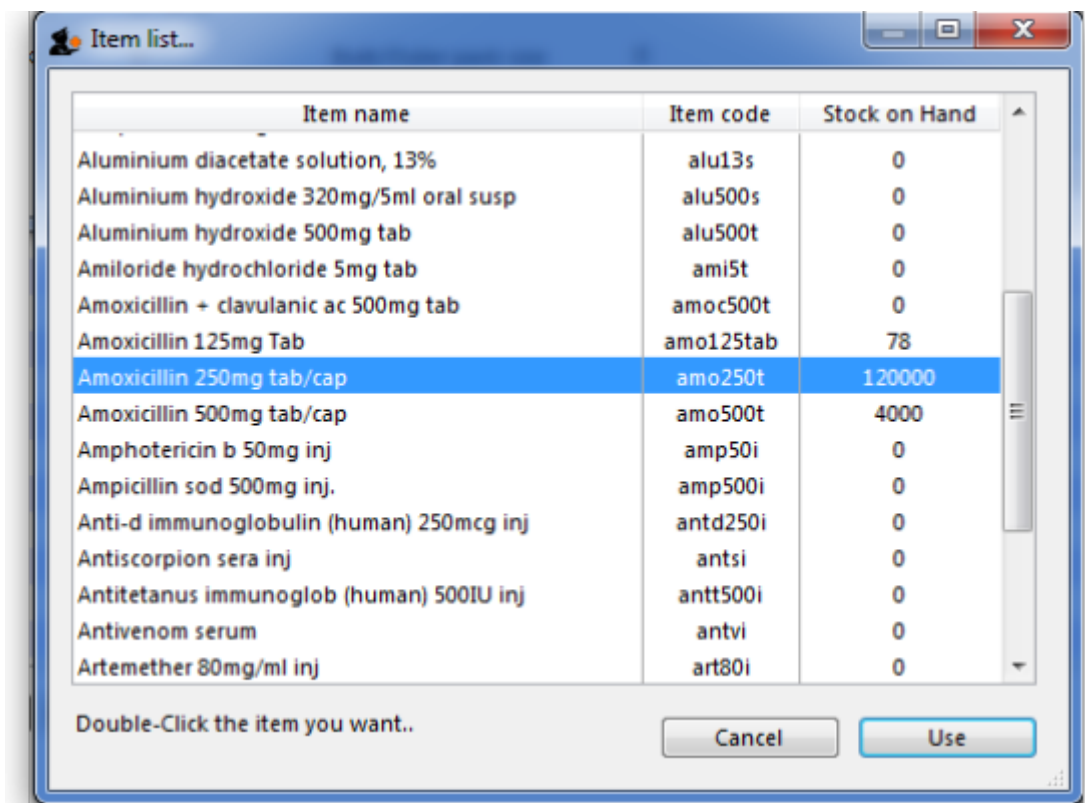 Item list...
Item name Item code Stock on Hand
Aluminium diacetate solution, 13% alu13s 0
Aluminium hydroxide 320mg/5ml oral susp alu500s 0
Aluminium hydroxide 500mg tab alu500t 0
Amiloride hydrochloride 5mg tab ami5t 0
Amoxicillin + clavulanic ac 500mg tab amoc500t 0
Amoxicillin 125mg Tab amo125tab 78
Amoxicillin 250mg tab/cap amo250t 120000
Amoxicillin 500mg tab/cap amo500t 4000
Amphotericin b 50mg inj amp50i 0
Ampicillin sod 500mg inj. amp500i 0
Anti-d immunoglobulin (human) 250mcg inj antd250i 0
Antiscorpion sera inj antsi 0
Antitetanus immunoglob (human) 500IU inj antt500i 0
Antivenom serum antvi 0
Artemether 80mg/ml inj art80i 0
Double-Click the item you want..
Cancel Use